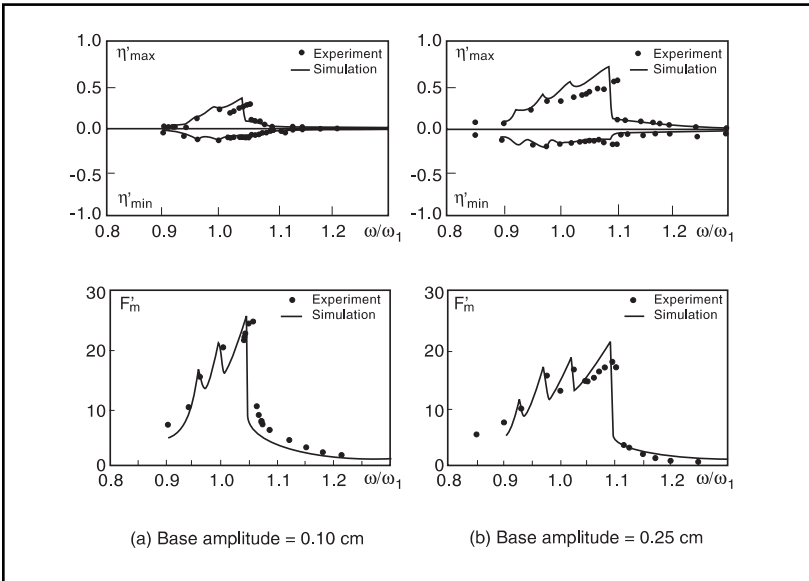 η'max
Experiment
Simulation
1.0
0.5
0.0
-0.5
-1.0
η'min
0.8 0.9 1.0 1.1 1.2 ω/ω1
η'max
Experiment
Simulation
1.0
0.5
0.0
-0.5
-1.0
η'min
0.8 0.9 1.0 1.1 1.2 ω/ω1
F'm
Experiment
Simulation
30
20
10
0
0.8 0.9 1.0 1.1 1.2 ω/ω1
F'm
Experiment
Simulation
30
20
10
0
0.8 0.9 1.0 1.1 1.2 ω/ω1
(a) Base amplitude = 0.10 cm
(b) Base amplitude = 0.25 cm